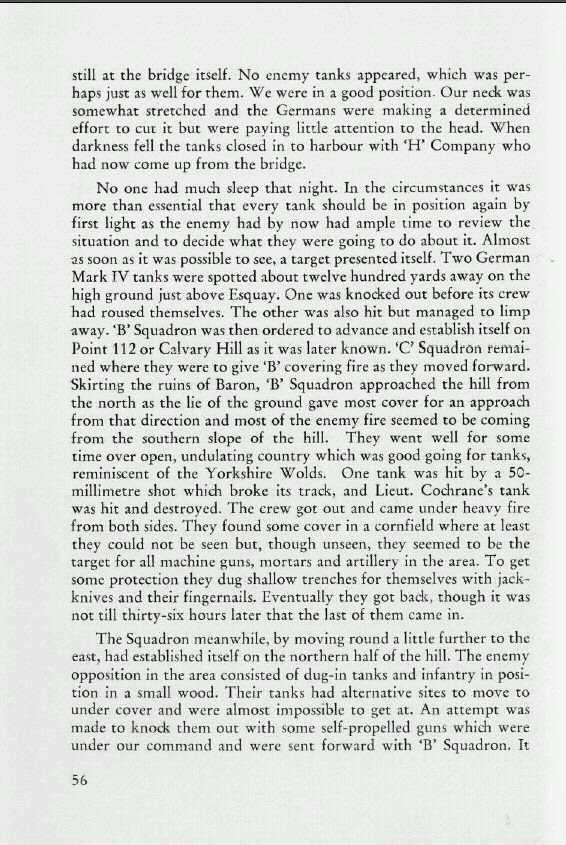 still at the bridge itself. No enemy tanks appeared, which was per-
haps just as well for them. We were in a good position. Our neck was
somewhat stretched and the Germans were making a determined
effort to cut it but were paying little attention to the head. When
darkness fell the tanks closed in to harbour with ‘H’ Company who
had now come up from the bridge.
No one had much sleep that night. In the circumstances it was
more than essential that every tank should be in position again by
first light as the enemy had by now had ample time to review the
situation and to decide what they were going to do about it. Almost
as soon as it was possible to see, a target presented itself. Two German
Mark IV tanks were spotted about twelve hundred yards away on the
high ground just above Esquay. One was knocked out before its crew
had roused themselves. The other was also hit but managed to limp
away. ‘B’ Squadron was then ordered to advance and establish itself on
Point 112 or Calvary Hill as it was later known. ‘C’ Squadron remai-
ned where they were to give ‘B’ covering fire as they moved forward.
Skirting the ruins of Baron, ‘B’ Squadron approached the hill from
the north as the lie of the ground gave most cover for an approach
from that direction and most of the enemy fire seemed to be coming
from the southern slope of the hill. They went well for some
time over open, undulating country which was good going for tanks,
reminiscent of the Yorkshire Wolds. One tank was hit by a 50-
millimetre shot which broke its track, and Lieut. Cochrane’s tank
was hit and destroyed. The crew got out and came under heavy fire
from both sides. They found some cover in a cornfield where at least
they could not be seen but, though unseen, they seemed to be the
target for all machine guns, mortars and artillery in the area. To get
some protection they dug shallow trenches for themselves with jack-
knives and their fingernails. Eventually they got back, though it was
not till thirty-six hours later that the last of them came in.
The Squadron meanwhile, by moving round a little further to the
east, had established itself on the northern half of the hill. The enemy
opposition in the area consisted of dug-in tanks and infantry in posi-
tion in a small wood. Their tanks had alternative sites to move to
under cover and were almost impossible to get at. An attempt was
made to knock them out with some self-propelled guns which were
under our command and were sent forward with ‘B’ Squadron. It
56